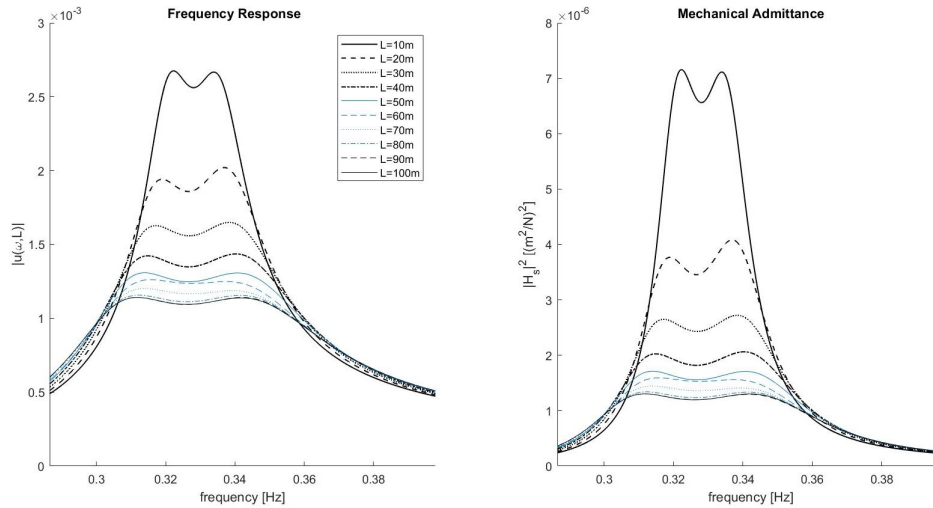 Frequency Response
×10⁻³
3
2.5
2
1.5
1
0.5
0
|u(ω,L)|
0.3
0.32
0.34
0.36
0.38
frequency [Hz]
L=10m
L=20m
L=30m
L=40m
L=50m
L=60m
L=70m
L=80m
L=90m
L=100m
Mechanical Admittance
×10⁻⁶
8
7
6
5
4
3
2
1
0
|Hₛ|² [(m²/N)²]
0.3
0.32
0.34
0.36
0.38
frequency [Hz]